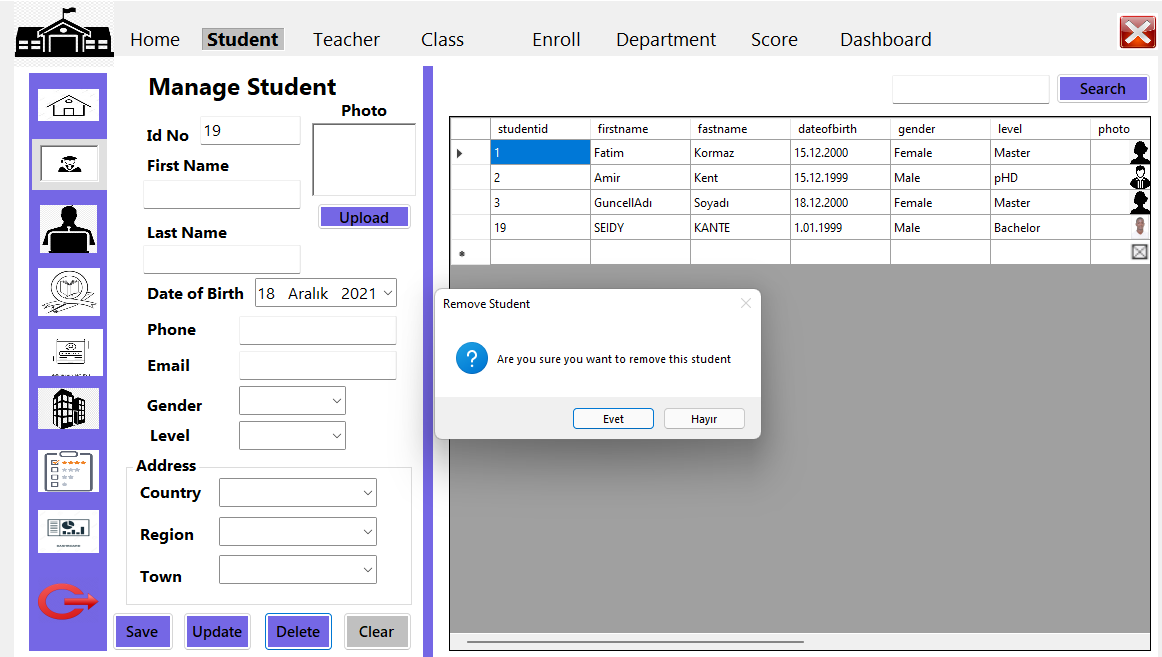 Home Student Teacher Class Enroll Department Score Dashboard
Manage Student
Photo
Id No 19
First Name
Upload
Last Name
Date of Birth 18 Aralık 2021
Phone
Email
Gender
Level
Address
Country
Region
Town
Save Update Delete Clear
Search
studentid firstname fastname dateofbirth gender level photo
1 Fatim Kormaz 15.12.2000 Female Master
2 Amir Kent 15.12.1999 Male pHD
3 GuncellAdı Soyadı 18.12.2000 Female Master
19 SEIDY KANTE 1.01.1999 Male Bachelor
Remove Student
Are you sure you want to remove this student
Evet Hayır